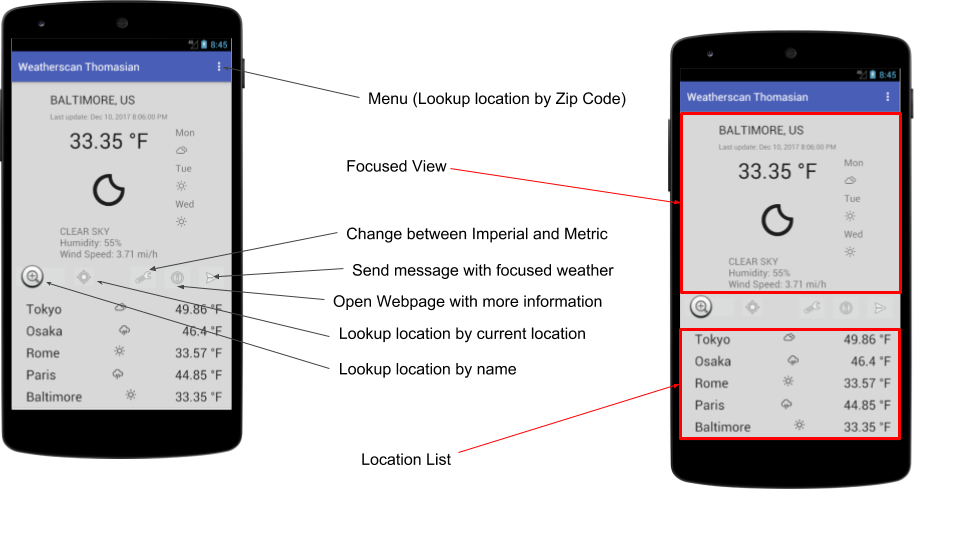 8:45
Weatherscan Thomasian
BALTIMORE, US
Last update: Dec 10, 2017 8:06:00 PM
33.35 °F
Mon
Tue
Wed
CLEAR SKY
Humidity: 55%
Wind Speed: 3.71 mi/h
Tokyo 49.86 °F
Osaka 46.4 °F
Rome 33.57 °F
Paris 44.85 °F
Baltimore 33.35 °F
Menu (Lookup location by Zip Code)
Focused View
Change between Imperial and Metric
Send message with focused weather
Open Webpage with more information
Lookup location by current location
Lookup location by name
Location List
8:45
Weatherscan Thomasian
BALTIMORE, US
Last update: Dec 10, 2017 8:06:00 PM
33.35 °F
Mon
Tue
Wed
CLEAR SKY
Humidity: 55%
Wind Speed: 3.71 mi/h
Tokyo 49.86 °F
Osaka 46.4 °F
Rome 33.57 °F
Paris 44.85 °F
Baltimore 33.35 °F